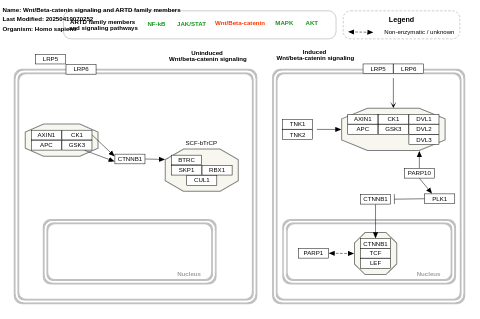 Name: Wnt/beta-catenin signaling and ARTD family members
Last Modified: 20250419070252
Organism: Homo sapiens
ARTD family members
and signaling pathways
NF-kB
JAK/STAT
Wnt/Beta-catenin
MAPK
AKT
Legend
Non-enzymatic / unknown
Uninduced
Wnt/beta-catenin signaling
Induced
Wnt/beta-catenin signaling
LRP5
LRP6
AXIN1
CK1
APC
GSK3
CTNNB1
SCF-bTrCP
BTRC
SKP1
RBX1
CUL1
Nucleus
LRP5
LRP6
TNK1
TNK2
AXIN1
CK1
DVL1
APC
GSK3
DVL2
DVL3
PARP10
CTNNB1
PLK1
PARP1
CTNNB1
TCF
LEF
Nucleus